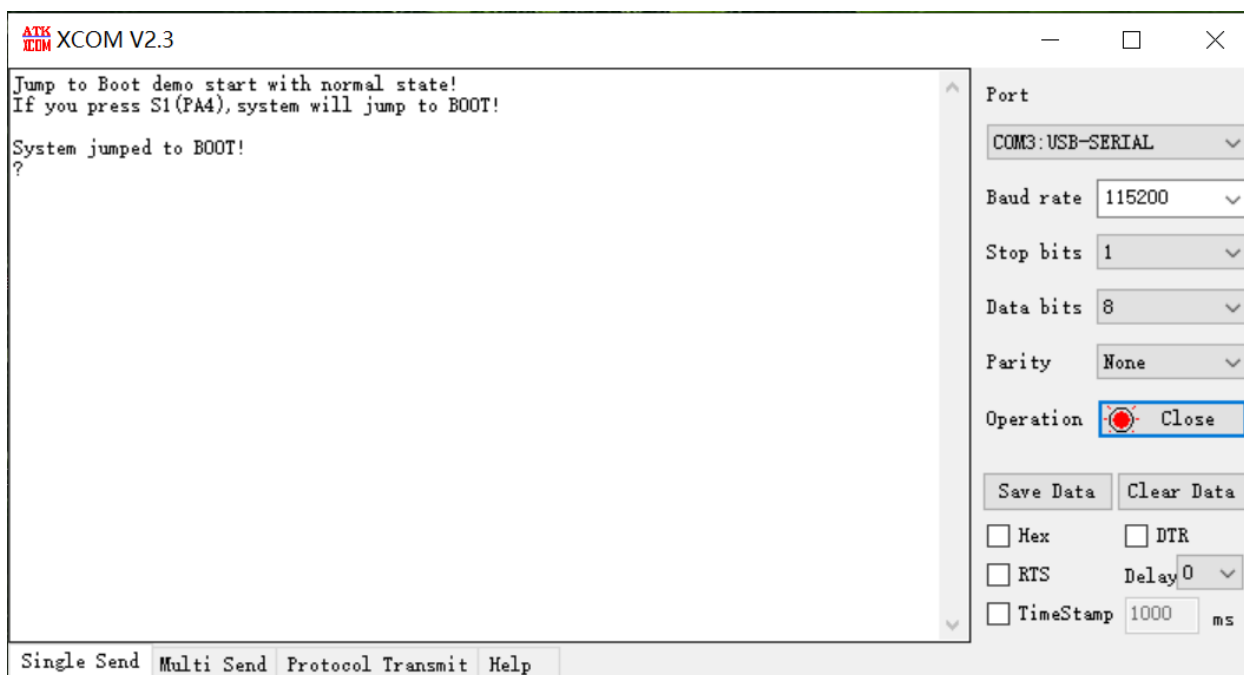 ATK XCOM XCOM V2.3
Jump to Boot demo start with normal state!
If you press S1(PA4), system will jump to BOOT!
System jumped to BOOT!
?
Port
COM3:USB-SERIAL
Baud rate 115200
Stop bits 1
Data bits 8
Parity None
Operation Close
Save Data Clear Data
Hex DTR
RTS Delay 0
TimeStamp 1000 ms
Single Send Multi Send Protocol Transmit Help